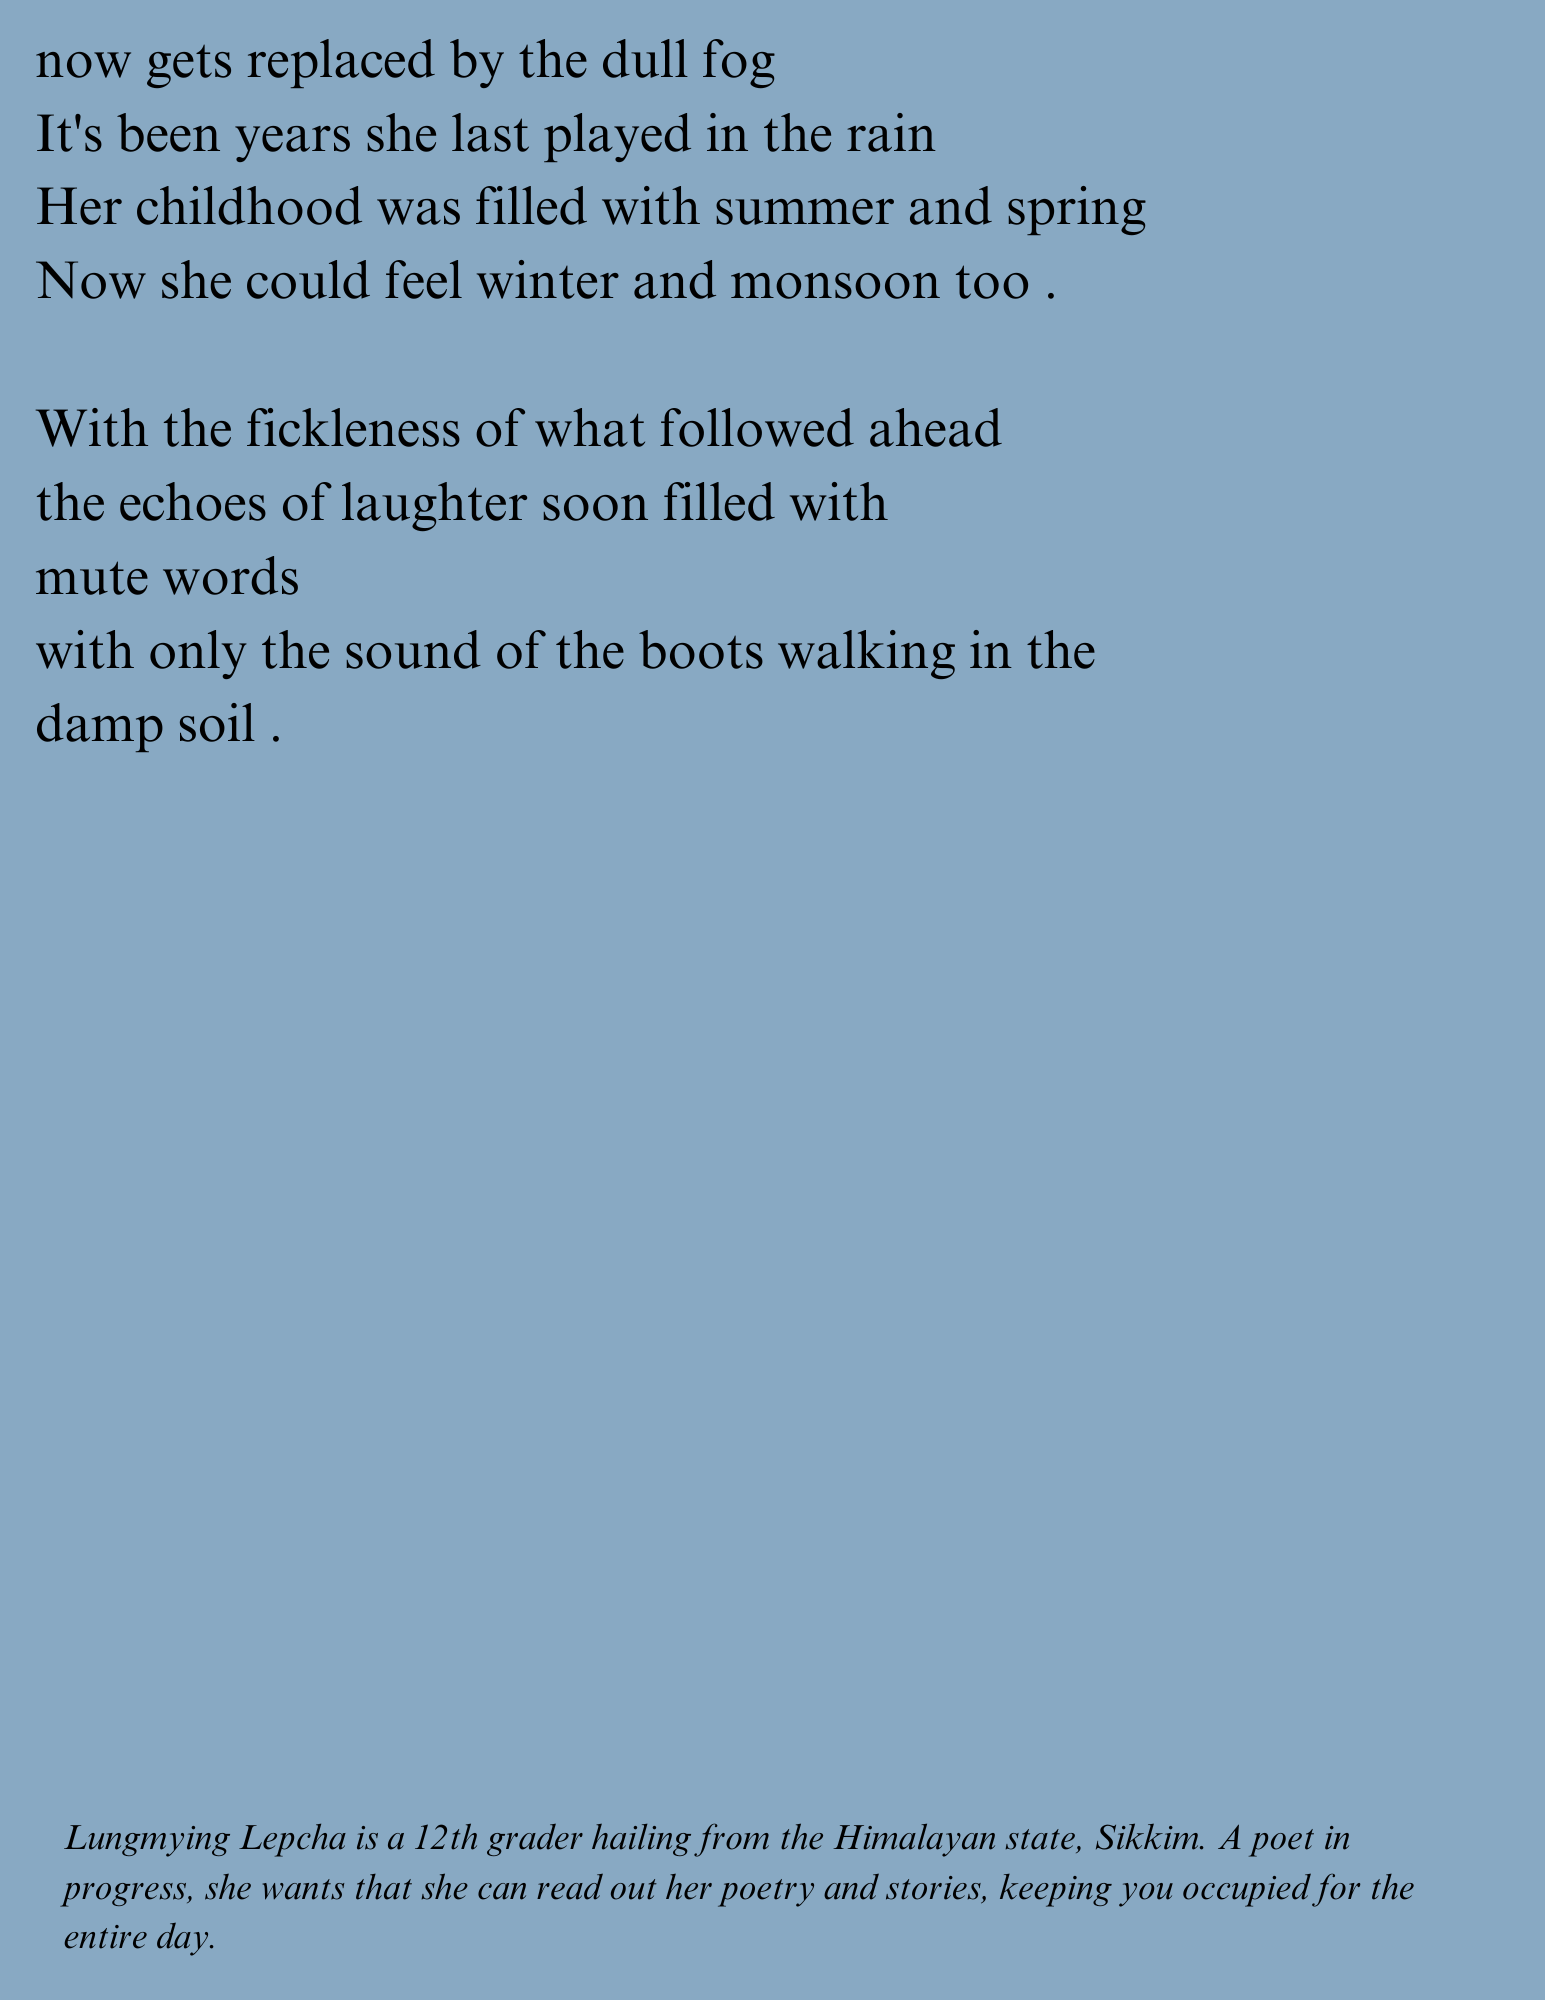 now gets replaced by the dull fog
It's been years she last played in the rain
Her childhood was filled with summer and spring
Now she could feel winter and monsoon too .
With the fickleness of what followed ahead
the echoes of laughter soon filled with
mute words
with only the sound of the boots walking in the
damp soil .
Lungmying Lepcha is a 12th grader hailing from the Himalayan state, Sikkim. A poet in
progress, she wants that she can read out her poetry and stories, keeping you occupied for the
entire day.